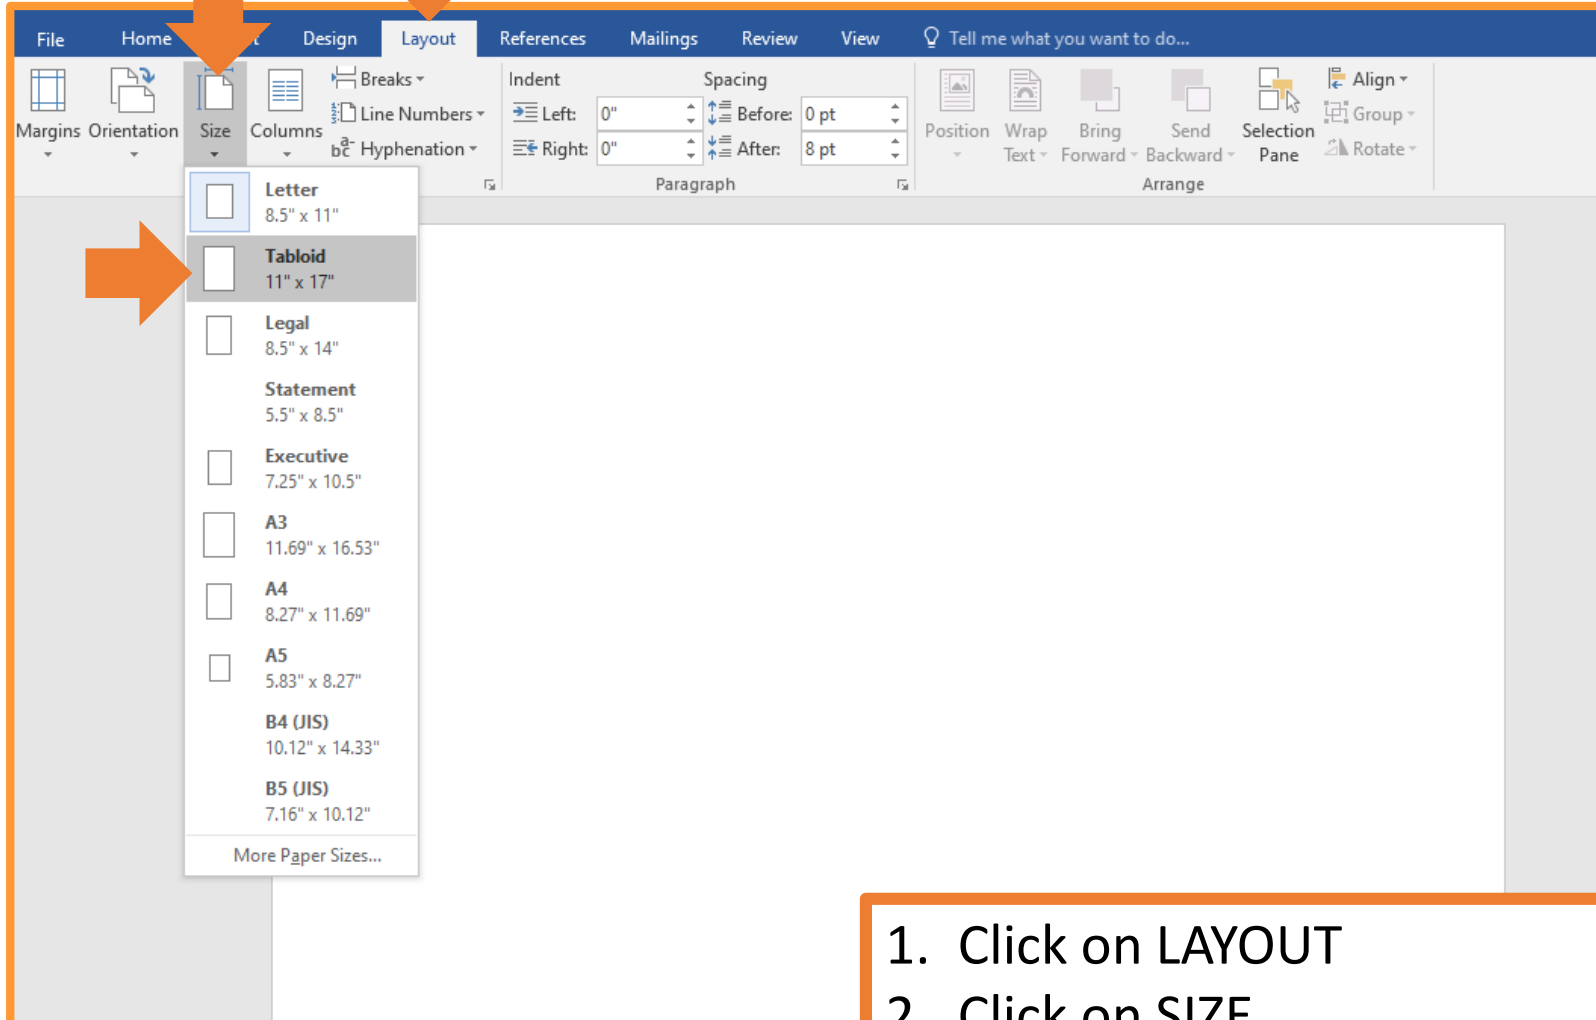 File Home Design Layout References Mailings Review View Tell me what you want to do...
Margins Orientation Size Columns
Breaks
Line Numbers
Hyphenation
Indent Spacing
Left: 0" Before: 0 pt
Right: 0" After: 8 pt
Paragraph
Position Wrap Text Bring Forward Send Backward Selection Pane
Align
Group
Rotate
Arrange
Letter
8.5" x 11"
Tabloid
11" x 17"
Legal
8.5" x 14"
Statement
5.5" x 8.5"
Executive
7.25" x 10.5"
A3
11.69" x 16.53"
A4
8.27" x 11.69"
A5
5.83" x 8.27"
B4 (JIS)
10.12" x 14.33"
B5 (JIS)
7.16" x 10.12"
More Paper Sizes...
1. Click on LAYOUT
2. Click on SIZE